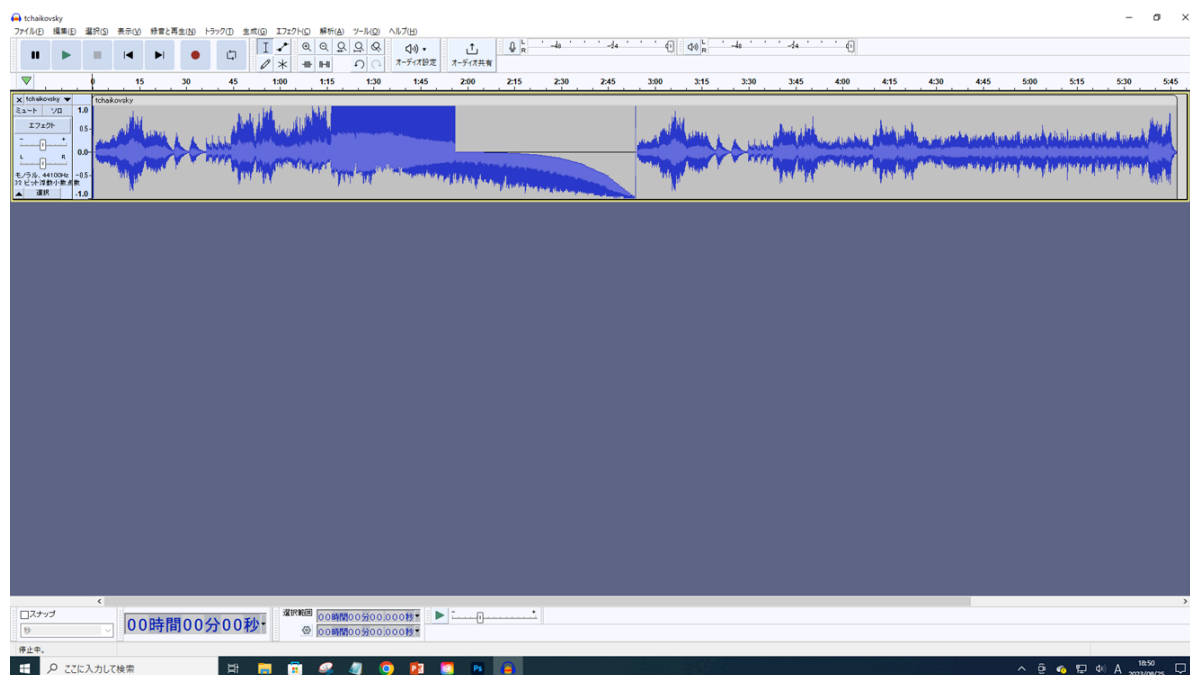 tchaikovsky
ファイル(F) 編集(E) 選択(S) 表示(V) 録音と再生(N) トラック(T) 生成(G) エフェクト(C) 解析(A) ツール(O) ヘルプ(H)
オーディオ設定 オーディオ共有
L R -48 -24 0 L R -48 -24 0
0 15 30 45 1:00 1:15 1:30 1:45 2:00 2:15 2:30 2:45 3:00 3:15 3:30 3:45 4:00 4:15 4:30 4:45 5:00 5:15 5:30 5:45
tchaikovsky tchaikovsky
ミュート ソロ 1.0
エフェクト 0.5
- + 0.0
L R
モノラル, 44100Hz -0.5
32 ビット浮動小数点数
選択 -1.0
スナップ
秒
00時間00分00秒
選択範囲
00時間00分00.000秒
00時間00分00.000秒
停止中。
ここに入力して検索
Ps
A 18:50
2023/06/25